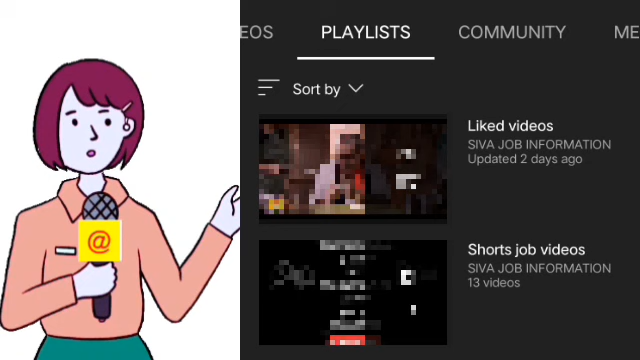 EOS PLAYLISTS COMMUNITY ME
Sort by
Liked videos
SIVA JOB INFORMATION
Updated 2 days ago
Shorts job videos
SIVA JOB INFORMATION
13 videos
@